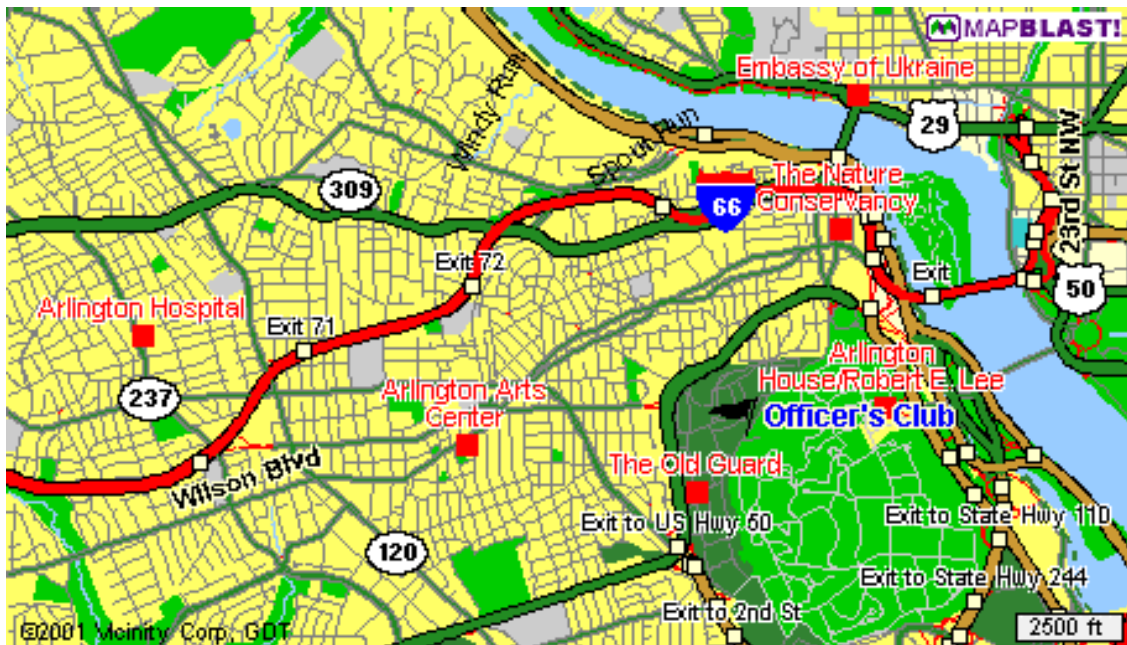 MAPBLAST!
Embassy of Ukraine
29
23rd St NW
Windy Run
Spout Run
The Nature
Conservancy
309
66
Exit 72
Exit
50
Arlington Hospital
Exit 71
Arlington
House/Robert E. Lee
Officer's Club
237
Arlington Arts
Center
Wilson Blvd
The Old Guard
Exit to US Hwy 50
Exit to State Hwy 110
120
Exit to State Hwy 244
Exit to 2nd St
©2001 Vicinity Corp, GDT
2500 ft